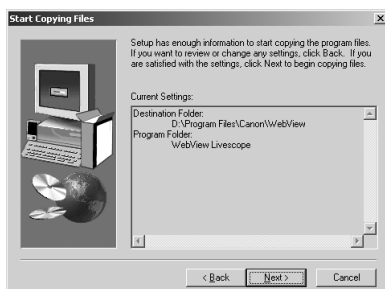 Start Copying Files
Setup has enough information to start copying the program files.
If you want to review or change any settings, click Back. If you
are satisfied with the settings, click Next to begin copying files.
Current Settings:
Destination Folder:
D:\Program Files\Canon\WebView
Program Folder:
WebView Livescope
< Back
Next >
Cancel